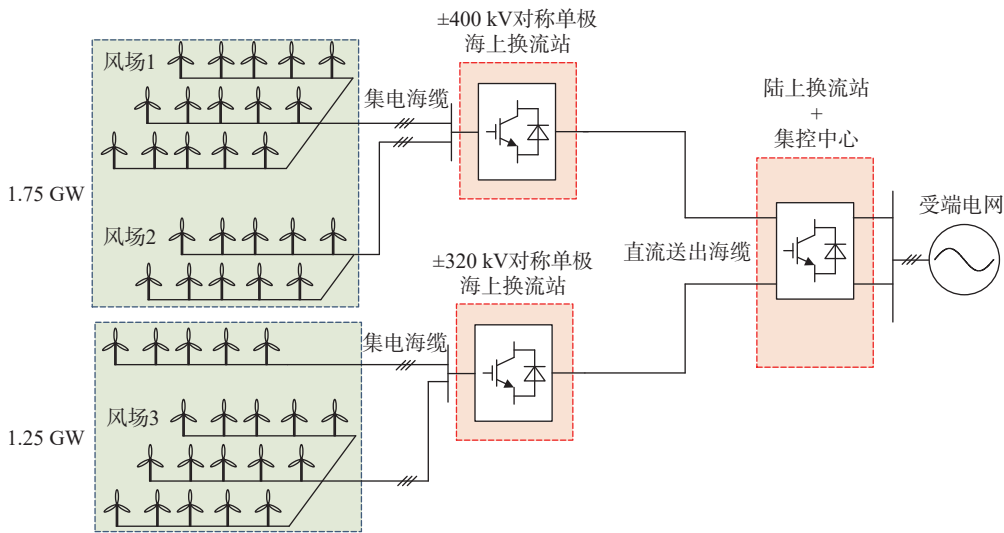 ±400 kV对称单极
海上换流站
风场1
集电海缆
陆上换流站
+
集控中心
1.75 GW
风场2
受端电网
直流送出海缆
±320 kV对称单极
海上换流站
集电海缆
风场3
1.25 GW